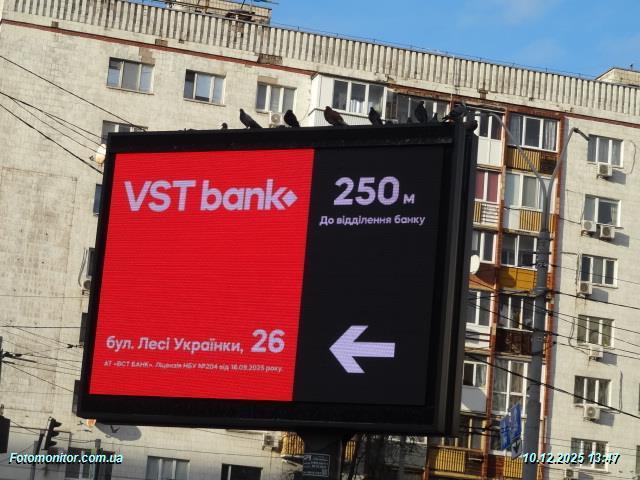 VST bank
250 м
До відділення банку
бул. Лесі Українки, 26
АТ «ВСТ БАНК». Ліцензія НБУ №204 від 16.09.2025 року.
Fotomonitor.com.ua
10.12.2025 13:47